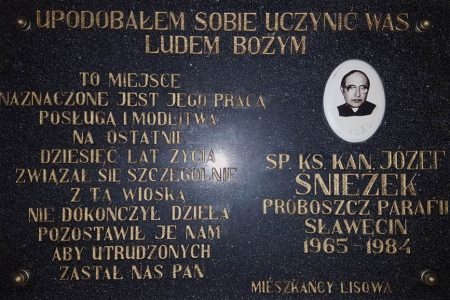 UPODOBAŁEM SOBIE UCZYNIĆ WAS
LUDEM BOŻYM
TO MIEJSCE
NAZNACZONE JEST JEGO PRACĄ
POSŁUGĄ I MODLITWĄ
NA OSTATNIE
DZIESIĘC LAT ŻYCIA
ZWIĄZAŁ SIĘ SZCZEGÓLNIE
Z TĄ WIOSKĄ
NIE DOKOŃCZYŁ DZIEŁA
POZOSTAWIŁ JE NAM
ABY UTRUDZONYCH
ZASTAŁ NAS PAN
ŚP. KS. KAN. JÓZEF
ŚNIEŻEK
PROBOSZCZ PARAFII
SŁAWĘCIN
1965-1984
MIESZKAŃCY LISOWA